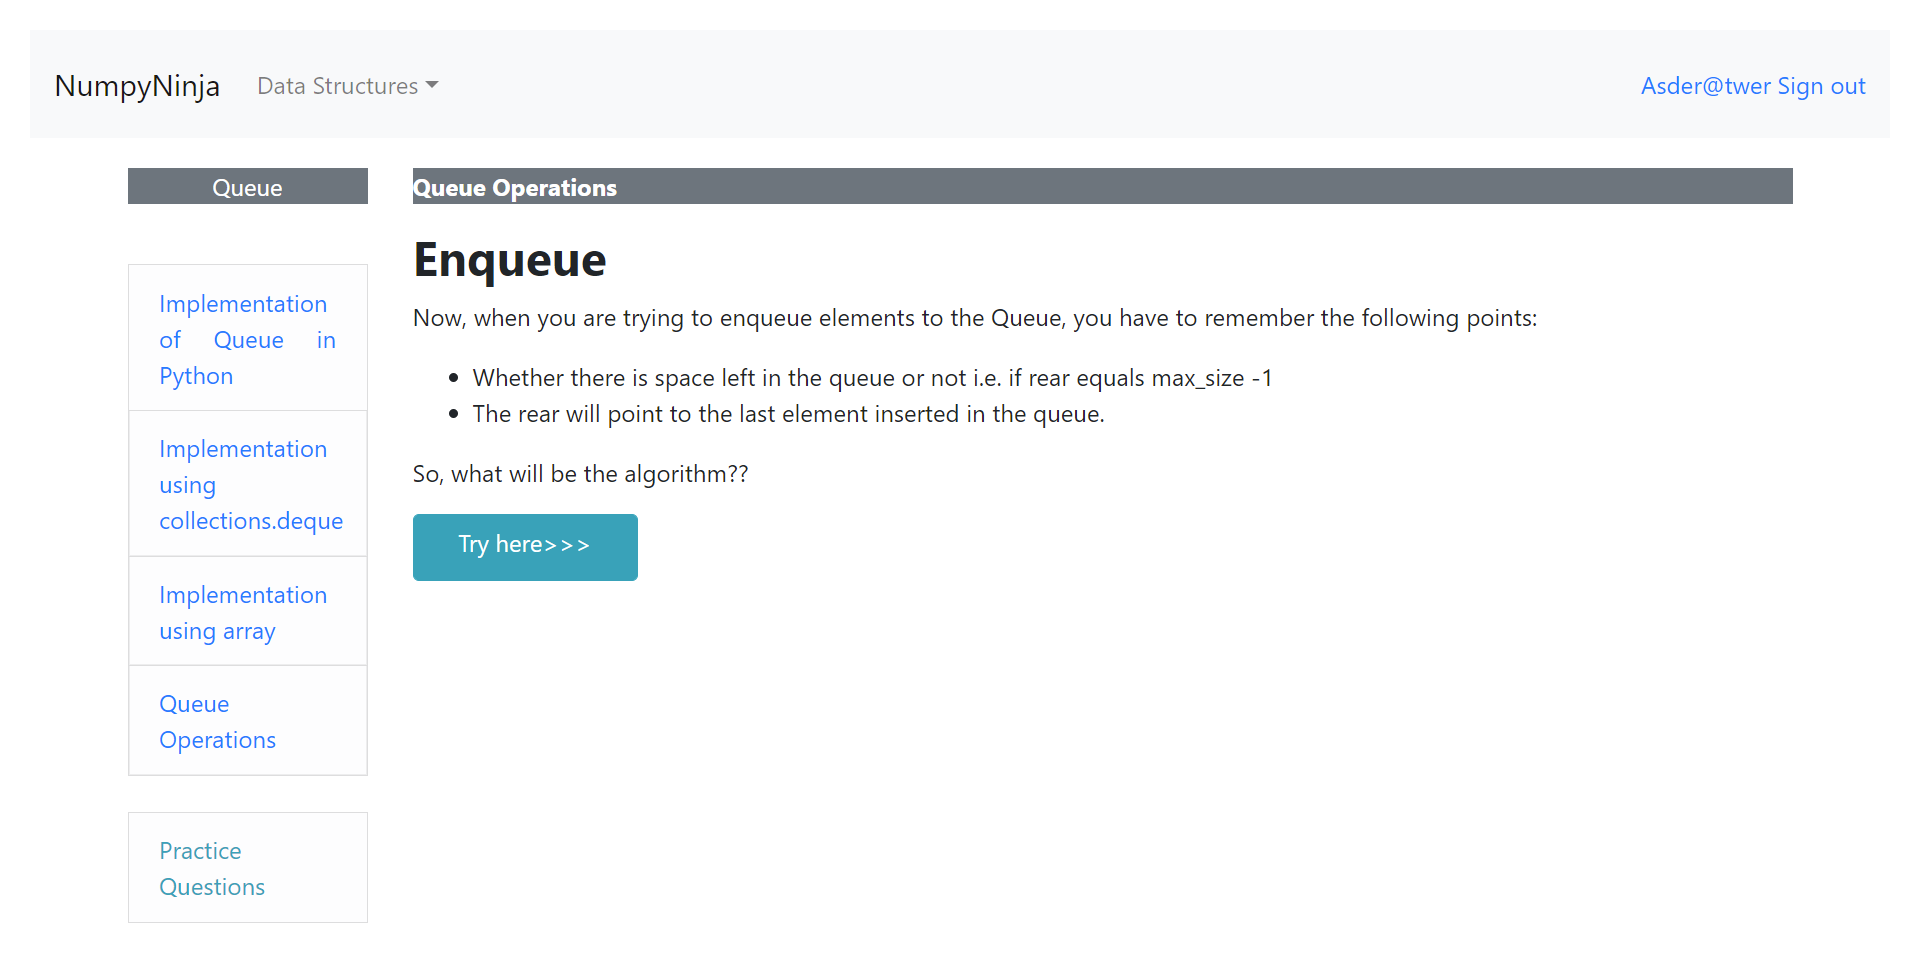 NumpyNinja Data Structures Asder@twer Sign out
Queue
Implementation
of Queue in
Python
Implementation
using
collections.deque
Implementation
using array
Queue
Operations
Practice
Questions
Queue Operations
Enqueue
Now, when you are trying to enqueue elements to the Queue, you have to remember the following points:
Whether there is space left in the queue or not i.e. if rear equals max_size -1
The rear will point to the last element inserted in the queue.
So, what will be the algorithm??
Try here>>>